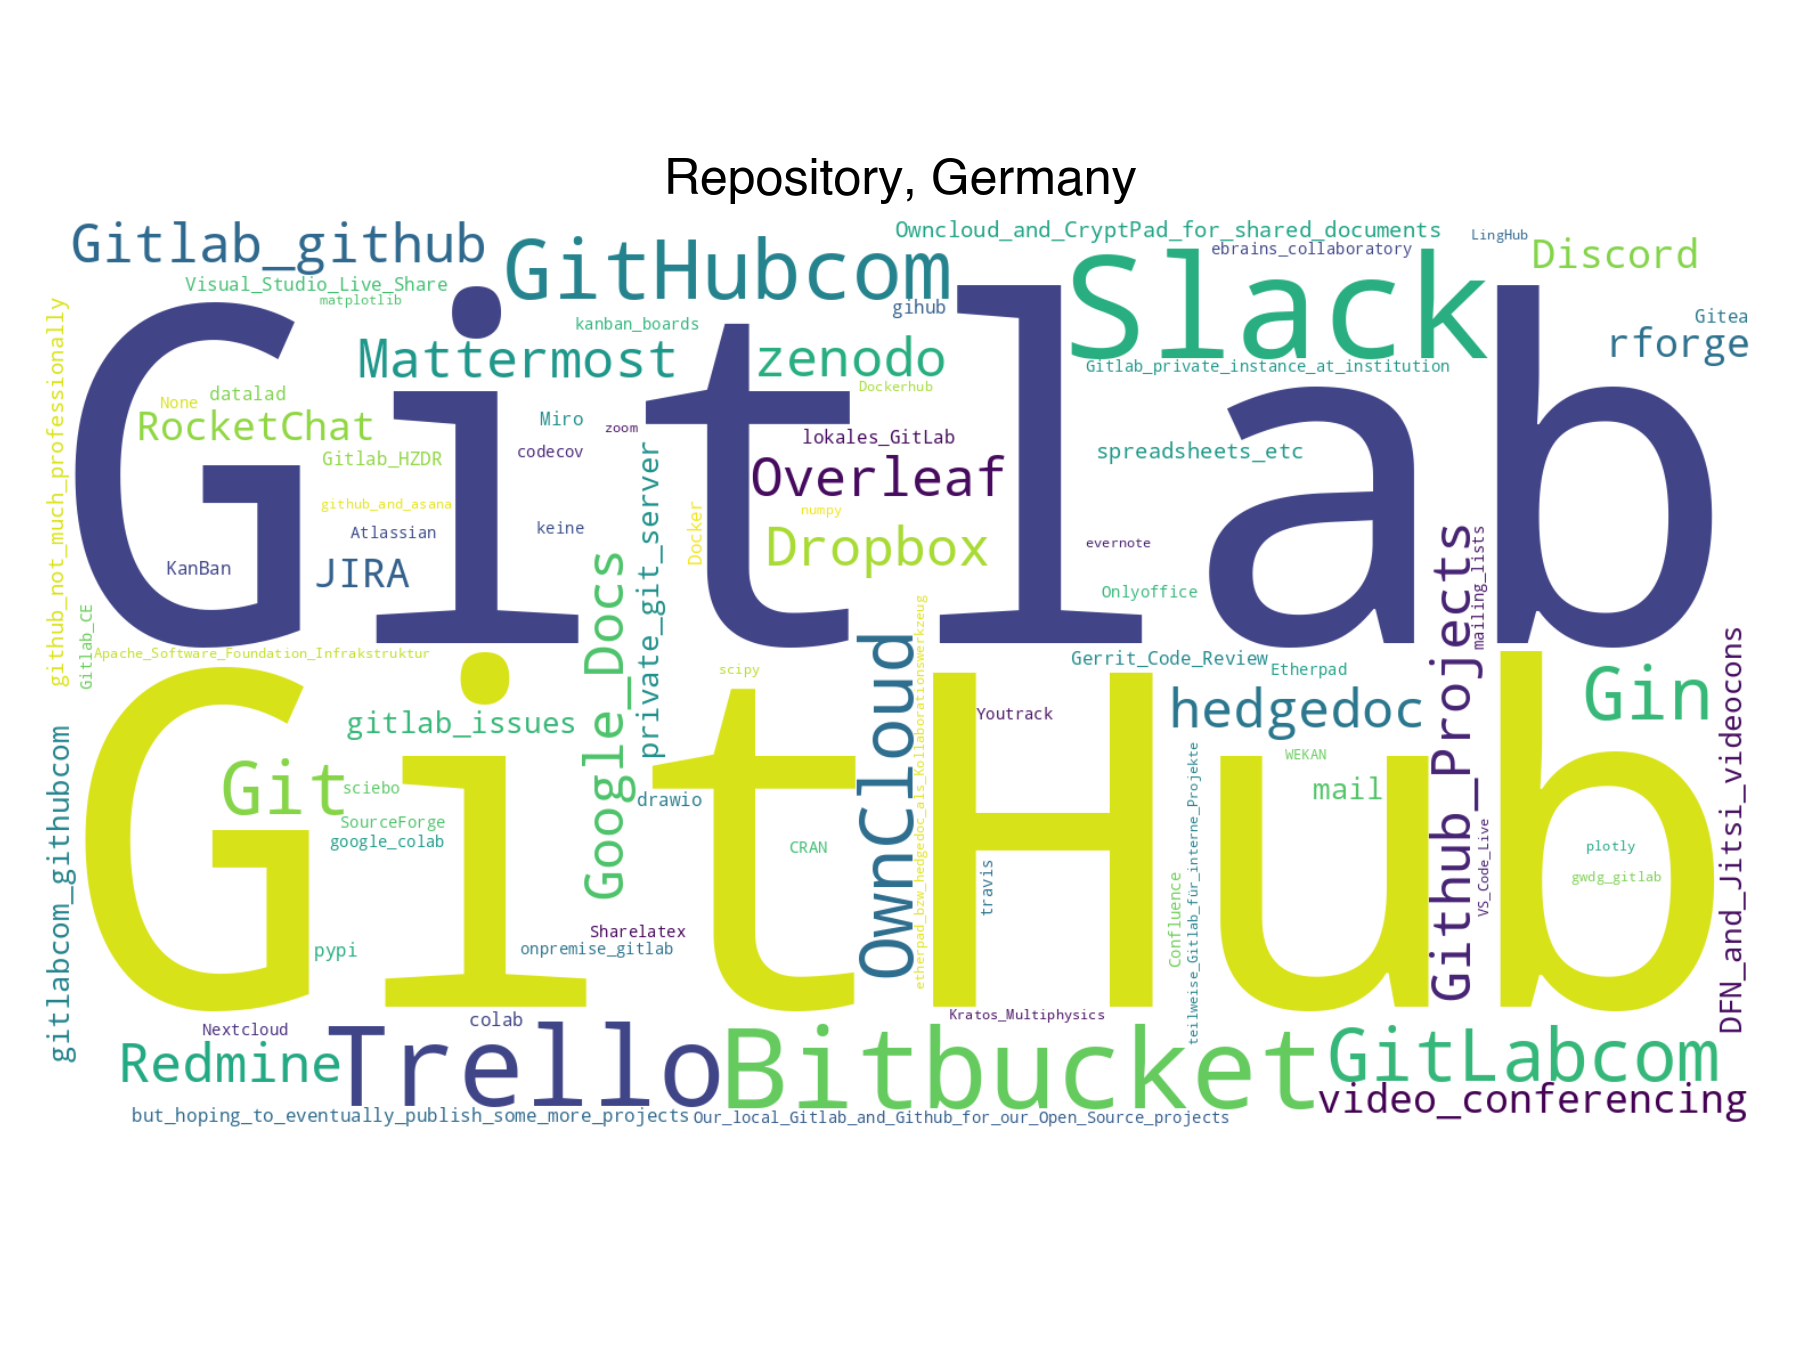 Repository, Germany
Gitlab_github
GitHubcom
Owncloud_and_CryptPad_for_shared_documents
LingHub
Discord
ebrains_collaboratory
Slack
Visual_Studio_Live_Share
matplotlib
gihub
Gitea
kanban_boards
rforge
Mattermost
zenodo
Gitlab_private_instance_at_institution
Gitlab
github_not_much_professionally
None
datalad
Dockerhub
RocketChat
Miro
zoom
lokales_GitLab
codecov
Gitlab_HZDR
spreadsheets_etc
Overleaf
github_and_asana
numpy
Atlassian
keine
Docker
Dropbox
evernote
KanBan
JIRA
Onlyoffice
private_git_server
Google_Docs
mailing_lists
Github_Projects
Gitlab_CE
Apache_Software_Foundation_Infrakstruktur
etherpad_bzw_hedgedoc_als_Kollaborationswerkzeug
Gerrit_Code_Review
Etherpad
scipy
GitHub
OwnCloud
hedgedoc
Gin
DFN_and_Jitsi_videocons
gitlab_issues
Youtrack
gitlabcom_githubcom
WEKAN
teilweise_Gitlab_für_interne_Projekte
Git
sciebo
drawio
mail
SourceForge
google_colab
CRAN
travis
Confluence
VS_Code_Live
plotly
gwdg_gitlab
Sharelatex
pypi
onpremise_gitlab
Kratos_Multiphysics
Nextcloud
colab
Redmine
Trello
Bitbucket
GitLabcom
video_conferencing
but_hoping_to_eventually_publish_some_more_projects
Our_local_Gitlab_and_Github_for_our_Open_Source_projects